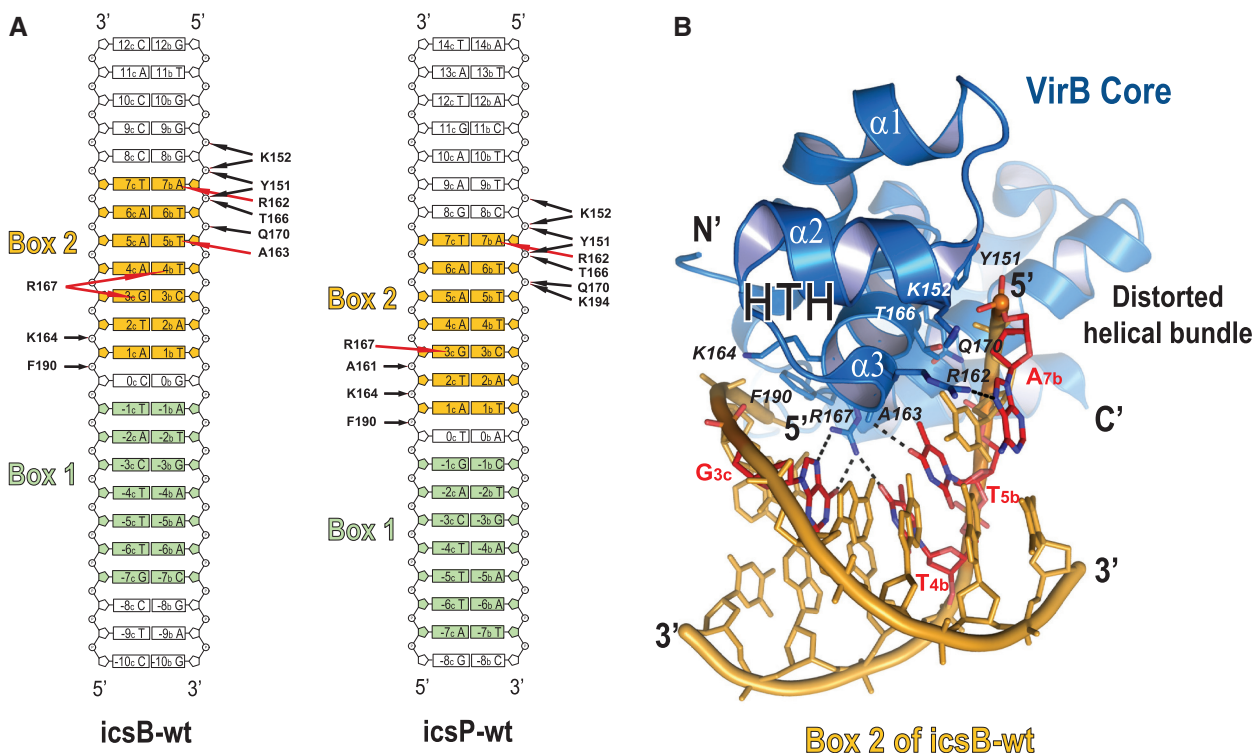 A
3’ 5’
12c C 12b G
11c A 11b T
10c C 10b G
9c C 9b G
8c C 8b G
7c T 7b A
6c A 6b T
5c A 5b T
4c A 4b T
3c G 3b C
2c T 2b A
1c A 1b T
0c C 0b G
-1c T -1b A
-2c A -2b T
-3c C -3b G
-4c T -4b A
-5c T -5b A
-6c T -6b A
-7c G -7b C
-8c C -8b G
-9c T -9b A
-10c C -10b G
5’ 3’
K152
Y151
R162
T166
Q170
A163
Box 2
R167
K164
F190
Box 1
icsB-wt
3’ 5’
14c T 14b A
13c A 13b T
12c T 12b A
11c G 11b C
10c A 10b T
9c A 9b T
8c G 8b C
7c T 7b A
6c A 6b T
5c A 5b T
4c T 4b A
3c G 3b C
2c T 2b A
1c A 1b T
0c T 0b A
-1c G -1b C
-2c A -2b T
-3c C -3b G
-4c T -4b A
-5c T -5b A
-6c T -6b A
-7c A -7b T
-8c G -8b C
5’ 3’
K152
Y151
R162
T166
Q170
K194
Box 2
R167
A161
K164
F190
Box 1
icsP-wt
B
VirB Core
α1
N’
α2
Y151
K152
5’
HTH
T166
Distorted
helical bundle
K164
Q170
α3
R162
A7b
F190
5’
R167
A163
C’
G3c
T5b
T4b
3’
3’
Box 2 of icsB-wt